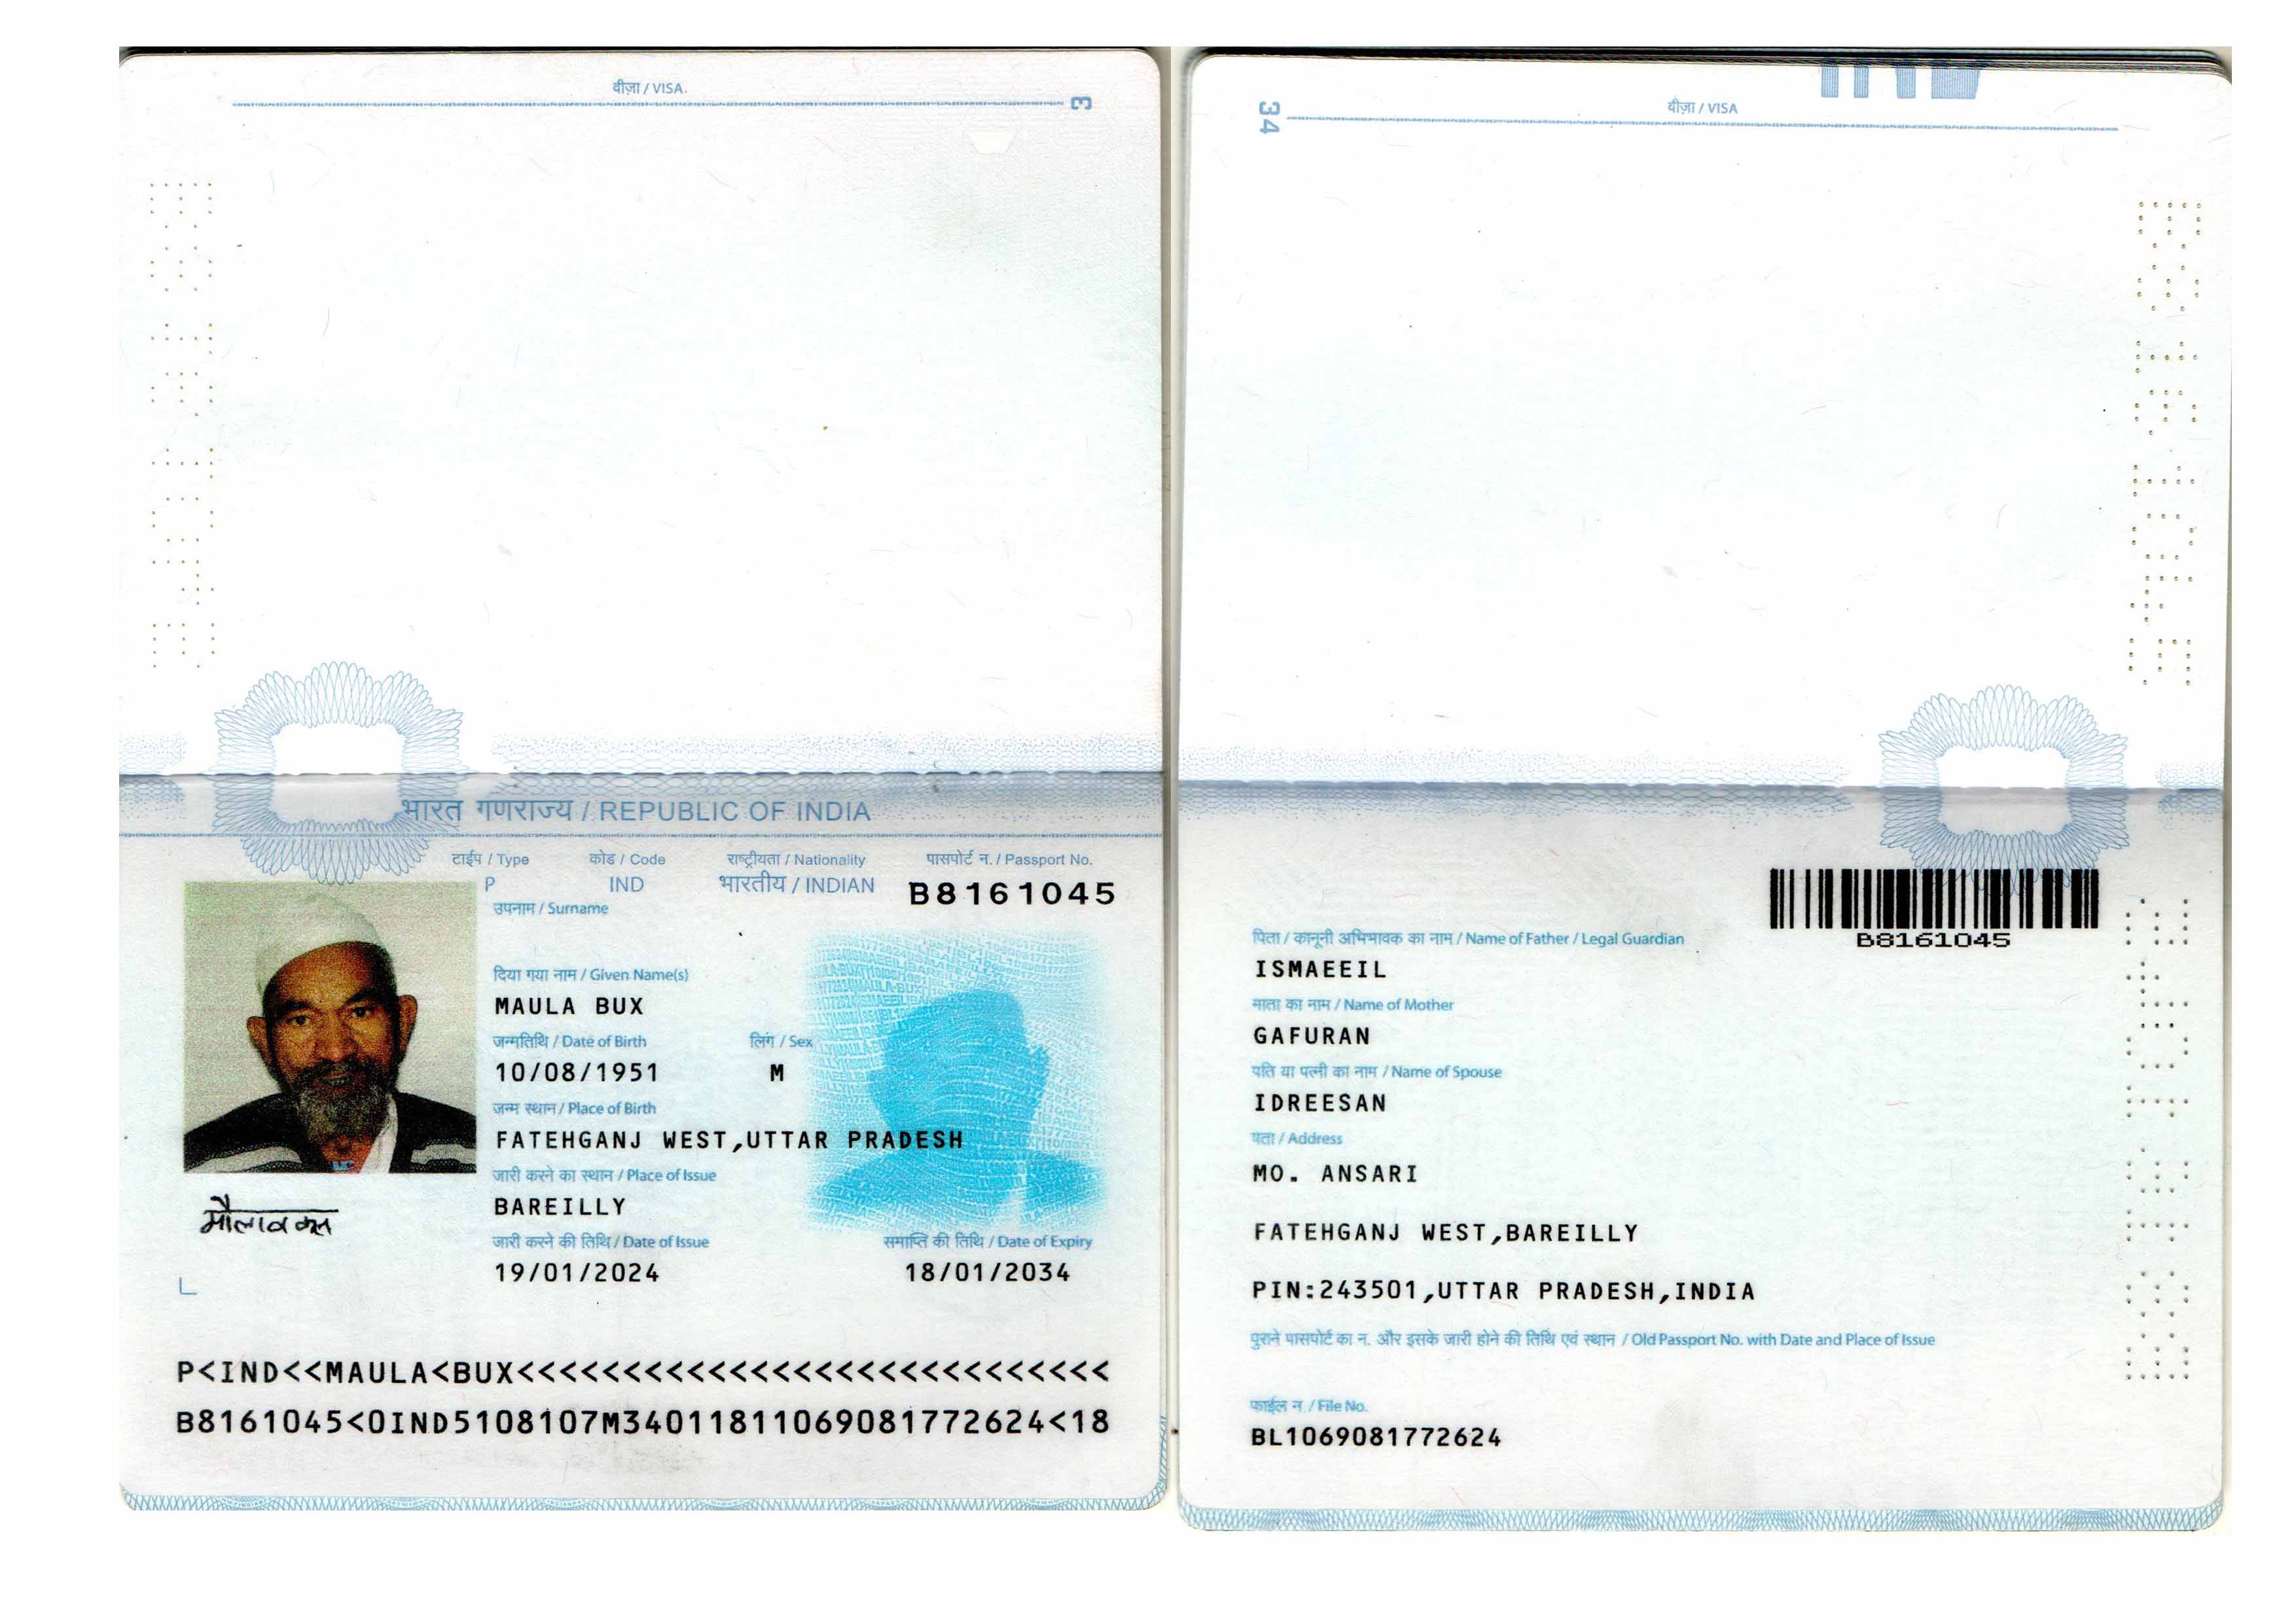 वीज़ा / VISA
3
भारत गणराज्य / REPUBLIC OF INDIA
टाईप / Type कोड / Code राष्ट्रीयता / Nationality पासपोर्ट न. / Passport No.
P IND भारतीय / INDIAN B8161045
उपनाम / Surname
दिया गया नाम / Given Name(s)
MAULA BUX
जन्मतिथि / Date of Birth लिंग / Sex
10/08/1951 M
जन्म स्थान / Place of Birth
FATEHGANJ WEST,UTTAR PRADESH
जारी करने का स्थान / Place of Issue
BAREILLY
जारी करने की तिथि / Date of Issue समाप्ति की तिथि / Date of Expiry
19/01/2024 18/01/2034
P<IND<<MAULA<BUX<<<<<<<<<<<<<<<<<<<<<<<<<<<<
B8161045<0IND5108107M34011811069081772624<18
34
वीज़ा / VISA
B8161045
पिता / कानूनी अभिभावक का नाम / Name of Father / Legal Guardian
ISMAEEIL
माता का नाम / Name of Mother
GAFURAN
पति या पत्नी का नाम / Name of Spouse
IDREESAN
पता / Address
MO. ANSARI
FATEHGANJ WEST,BAREILLY
PIN:243501,UTTAR PRADESH,INDIA
पुराने पासपोर्ट का न. और इसके जारी होने की तिथि एवं स्थान / Old Passport No. with Date and Place of Issue
फाईल न / File No.
BL1069081772624